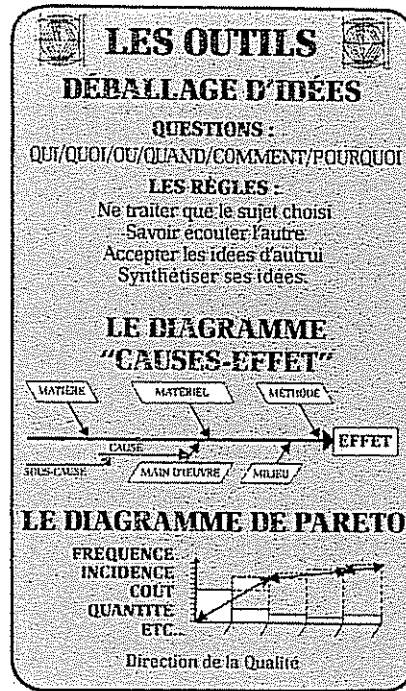 LES OUTILS
DÉBALLAGE D'IDÉES
QUESTIONS :
QUI/QUOI/OU/QUAND/COMMENT/POURQUOI
LES RÈGLES :
Ne traiter que le sujet choisi
Savoir écouter l'autre
Accepter les idées d'autrui
Synthétiser ses idées.
LE DIAGRAMME
"CAUSES-EFFET"
MATIÈRE MATÉRIEL MÉTHODE
EFFET
CAUSE
SOUS-CAUSE MAIN D'ŒUVRE MILIEU
LE DIAGRAMME DE PARETO
FRÉQUENCE
INCIDENCE
COÛT
QUANTITÉ
ETC...
Direction de la Qualité